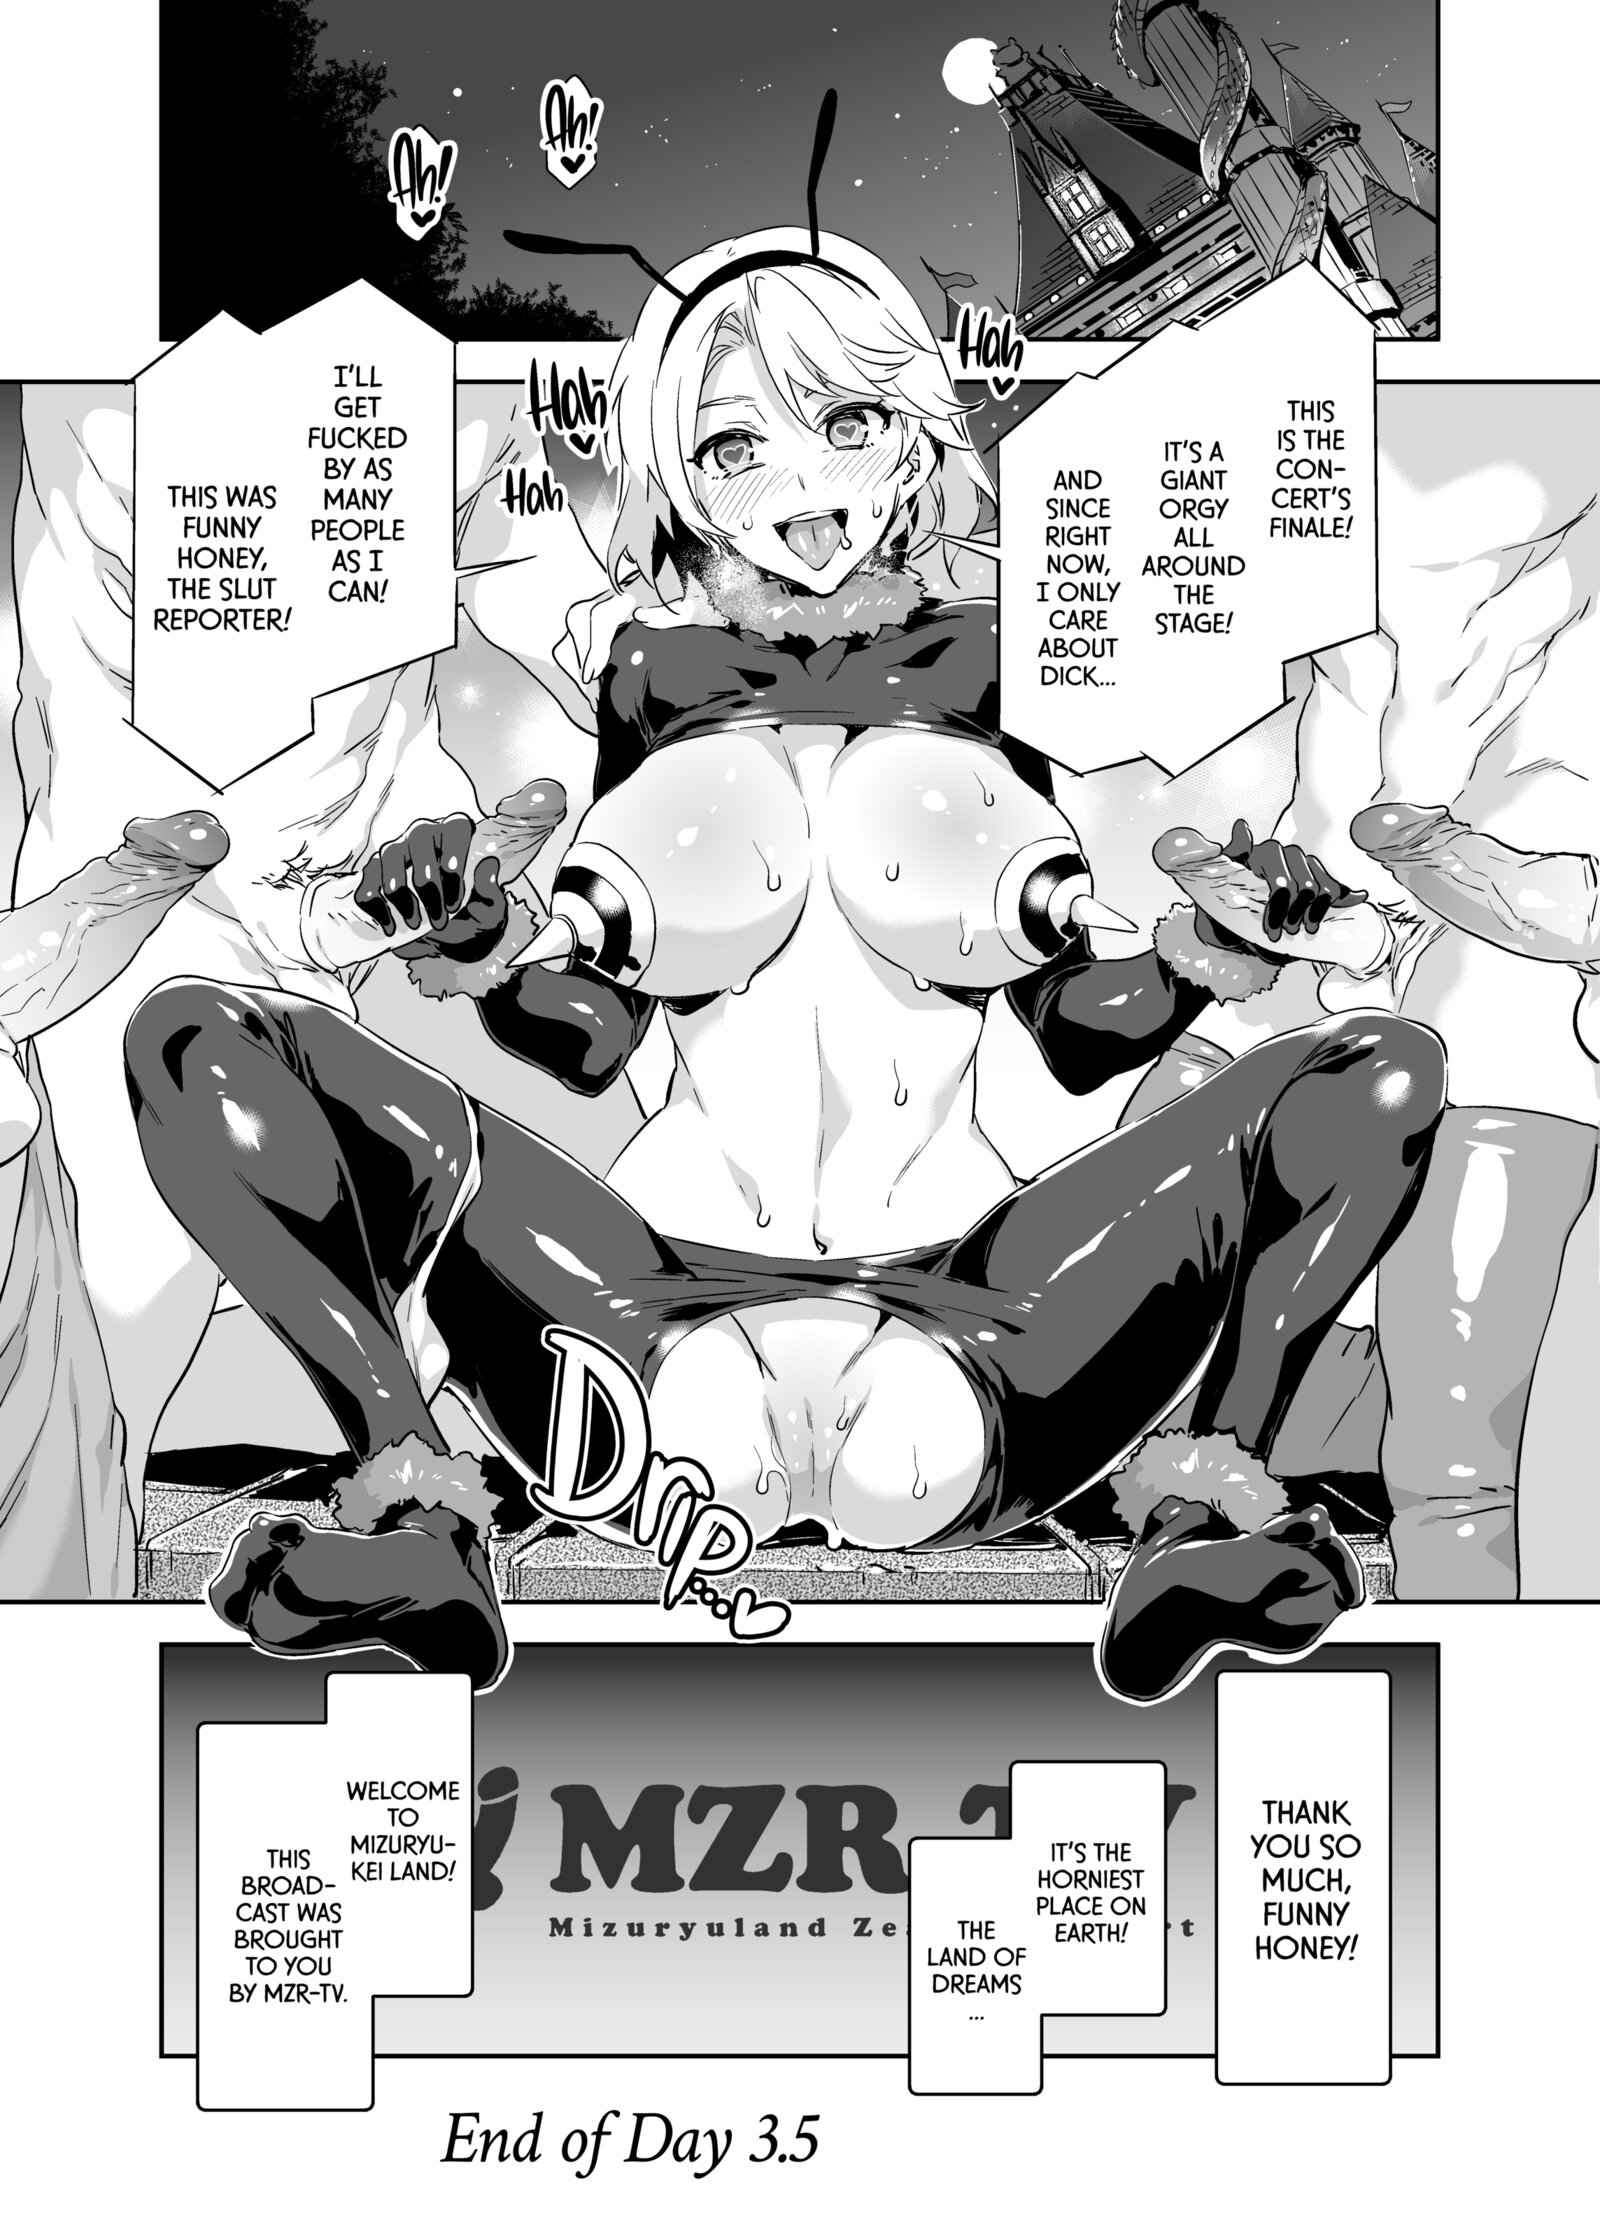 Ah!
Ah!
Hah
Hah
Hah
THIS
IS THE
CON-
CERT'S
FINALE!
IT'S A
GIANT
ORGY
ALL
AROUND
THE
STAGE!
AND
SINCE
RIGHT
NOW,
I ONLY
CARE
ABOUT
DICK...
I'LL
GET
FUCKED
BY AS
MANY
PEOPLE
AS I
CAN!
THIS WAS
FUNNY
HONEY,
THE SLUT
REPORTER!
Drip...
THANK
YOU SO
MUCH,
FUNNY
HONEY!
IT'S THE
HORNIEST
PLACE ON
EARTH!
THE
LAND OF
DREAMS
...
WELCOME
TO
MIZURYU-
KEI LAND!
THIS
BROAD-
CAST WAS
BROUGHT
TO YOU
BY MZR-TV.
MZR
Mizuryuland
End of Day 3.5